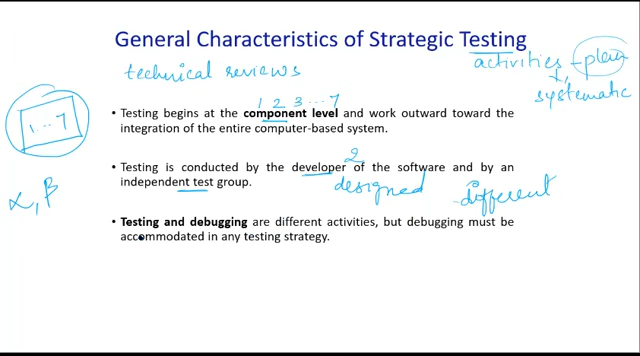 General Characteristics of Strategic Testing
activities - plan
technical reviews
systematic
1 2 3 ... 7
1 ... 7
• Testing begins at the component level and work outward toward the
integration of the entire computer-based system.
2
• Testing is conducted by the developer of the software and by an
independent test group.
designed
different
α, β
• Testing and debugging are different activities, but debugging must be
accommodated in any testing strategy.